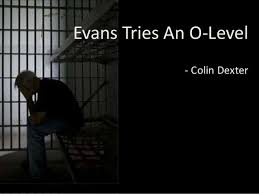 Evans Tries An O-Level
- Colin Dexter